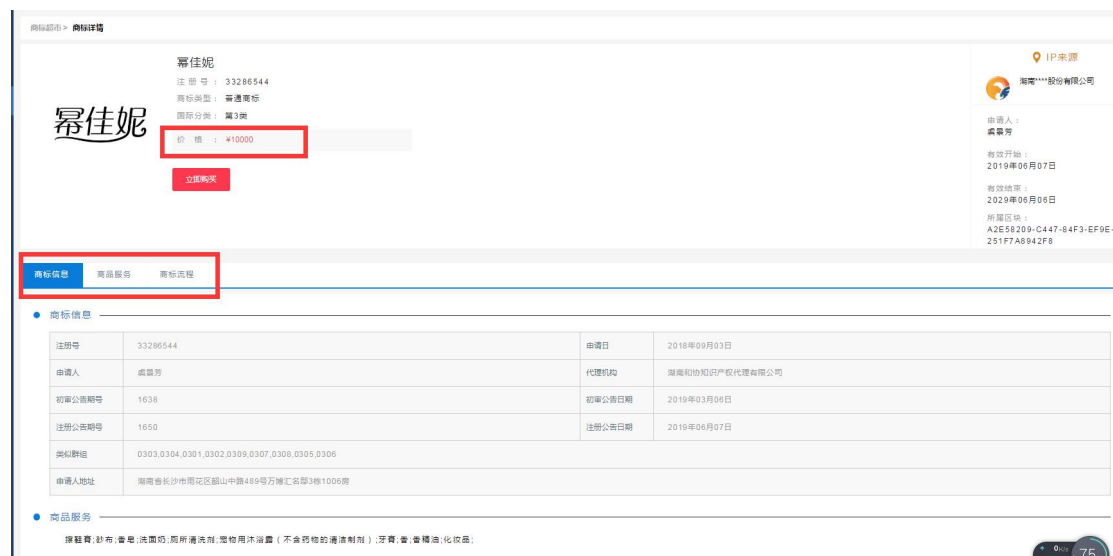 商标超市> 商标详情
幂佳妮
幂佳妮
注 册 号 : 33286544
商标类型 : 普通商标
国际分类 : 第3类
价 格 : ¥10000
立即购买
IP来源
湖南****股份有限公司
申请人 :
虞景芳
有效开始 :
2019年06月07日
有效结束 :
2029年06月06日
所属区块 :
A2E58209-C447-84F3-EF9E-
251F7A8942F8
商标信息 商品服务 商标流程
商标信息
注册号 33286544 申请日 2018年09月03日
申请人 虞景芳 代理机构 湖南和协知识产权代理有限公司
初审公告期号 1638 初审公告日期 2019年03月06日
注册公告期号 1650 注册公告日期 2019年06月07日
类似群组 0303,0304,0301,0302,0309,0307,0308,0305,0306
申请人地址 湖南省长沙市雨花区韶山中路489号万博汇名邸3栋1006房
商品服务
擦鞋膏;砂布;香皂;洗面奶;厕所清洗剂;宠物用沐浴露(不含药物的清洁制剂);牙膏;香;香精油;化妆品;
0K/s 75